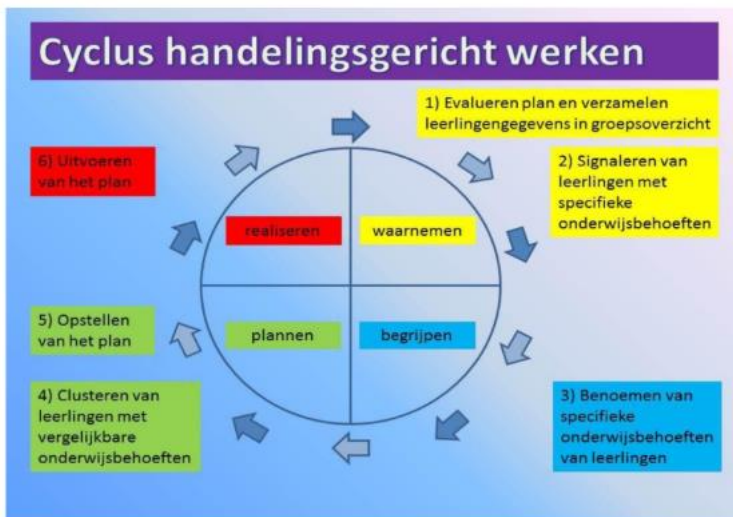 Cyclus handelingsgericht werken
1) Evalueren plan en verzamelen
leerlingengegevens in groepsoverzicht
2) Signaleren van
leerlingen met
specifieke
onderwijsbehoeften
3) Benoemen van
specifieke
onderwijsbehoeften
van leerlingen
4) Clusteren van
leerlingen met
vergelijkbare
onderwijsbehoeften
5) Opstellen
van het plan
6) Uitvoeren
van het plan
realiseren
waarnemen
plannen
begrijpen